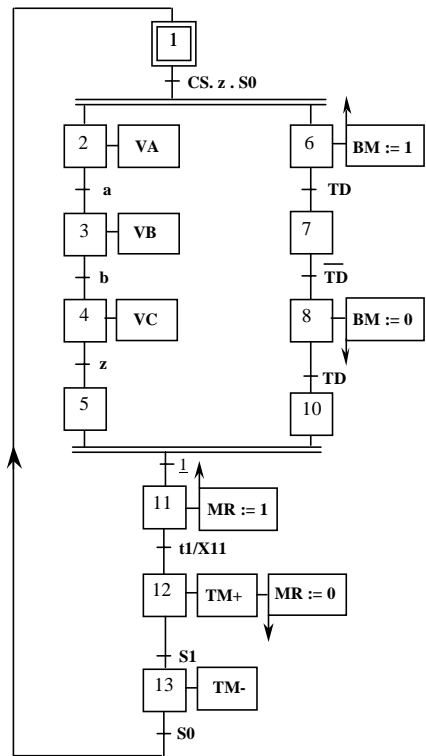 1
CS. z . S0
2 VA
6 BM := 1
a
TD
3 VB
7
b
T̅D̅
4 VC
8 BM := 0
z
TD
5
10
1
11 MR := 1
t1/X11
12 TM+ MR := 0
S1
13 TM-
S0